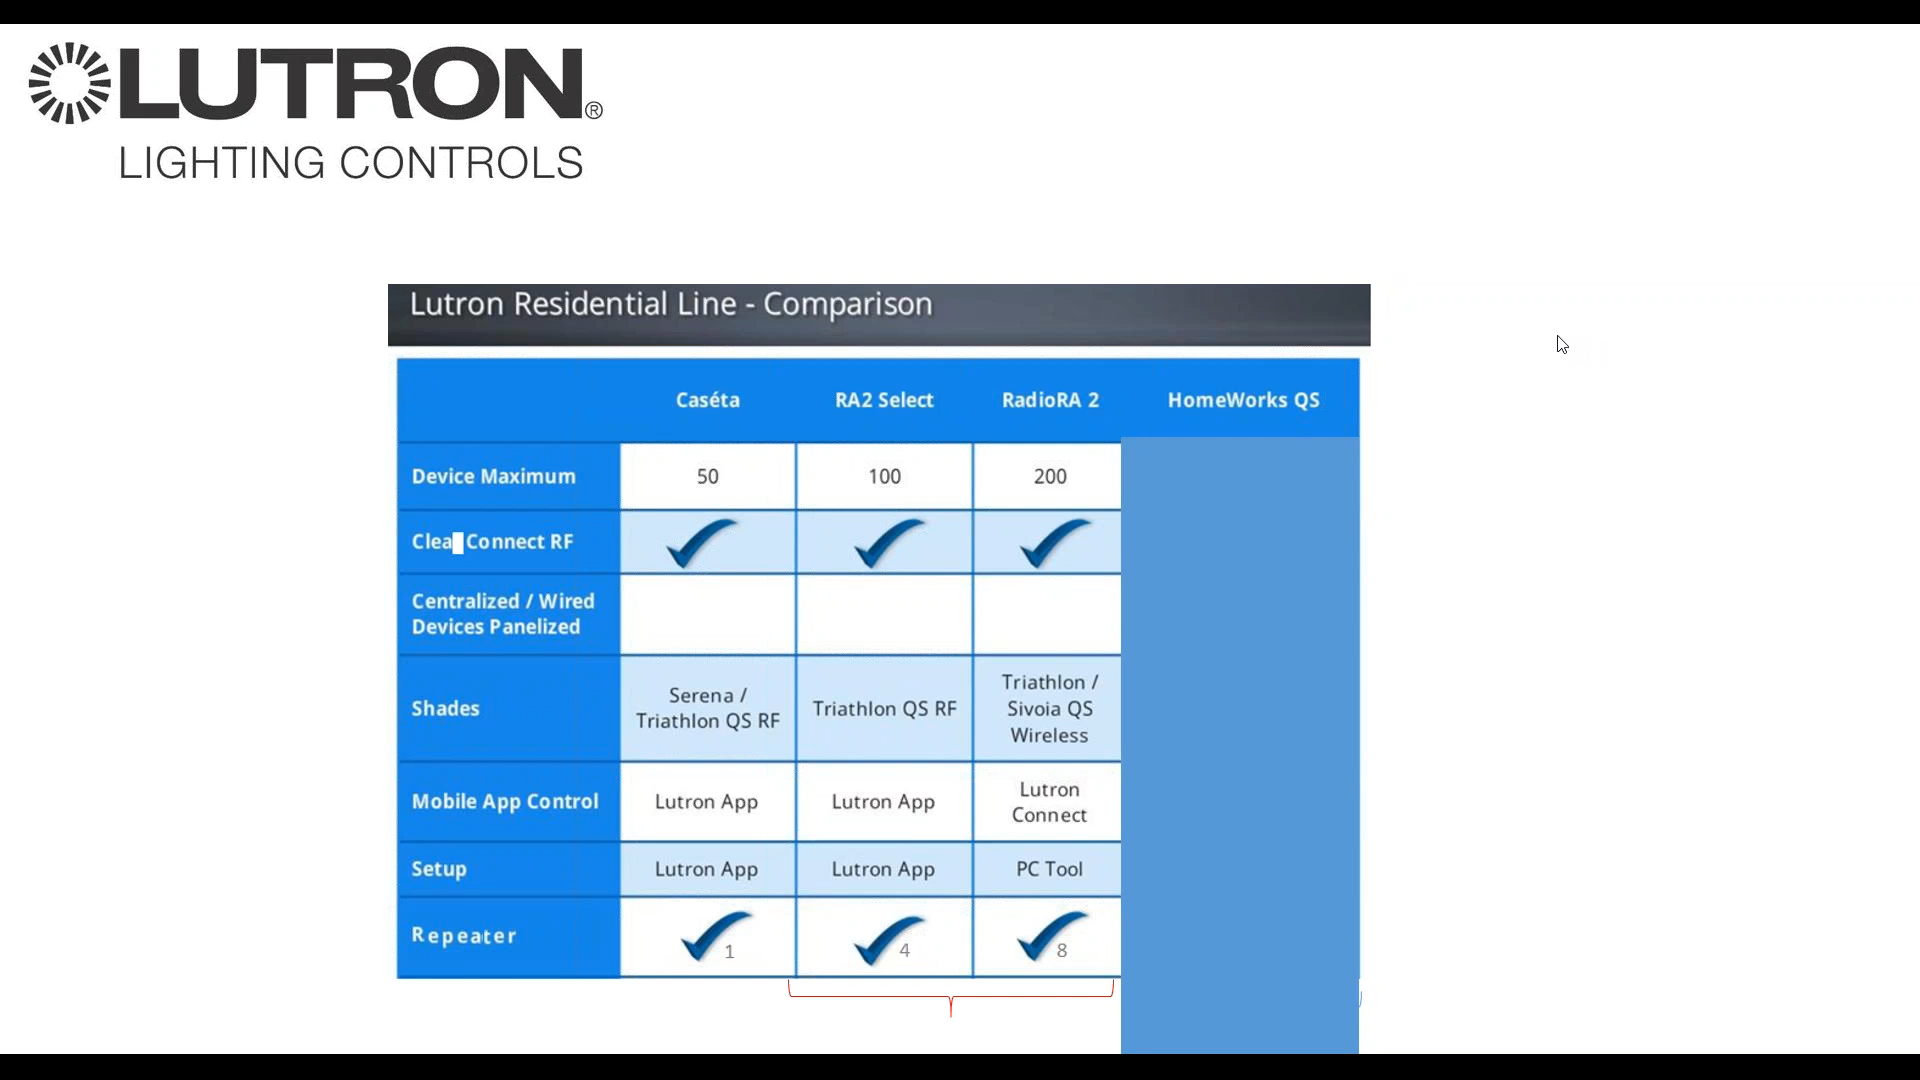 LUTRON®
LIGHTING CONTROLS
Lutron Residential Line - Comparison
Caséta RA2 Select RadioRA 2 HomeWorks QS
Device Maximum 50 100 200
Clea Connect RF
Centralized / Wired
Devices Panelized
Shades
Serena /
Triathlon QS RF
Triathlon QS RF
Triathlon /
Sivoia QS
Wireless
Mobile App Control Lutron App Lutron App
Lutron
Connect
Setup Lutron App Lutron App PC Tool
Repeater 1 4 8